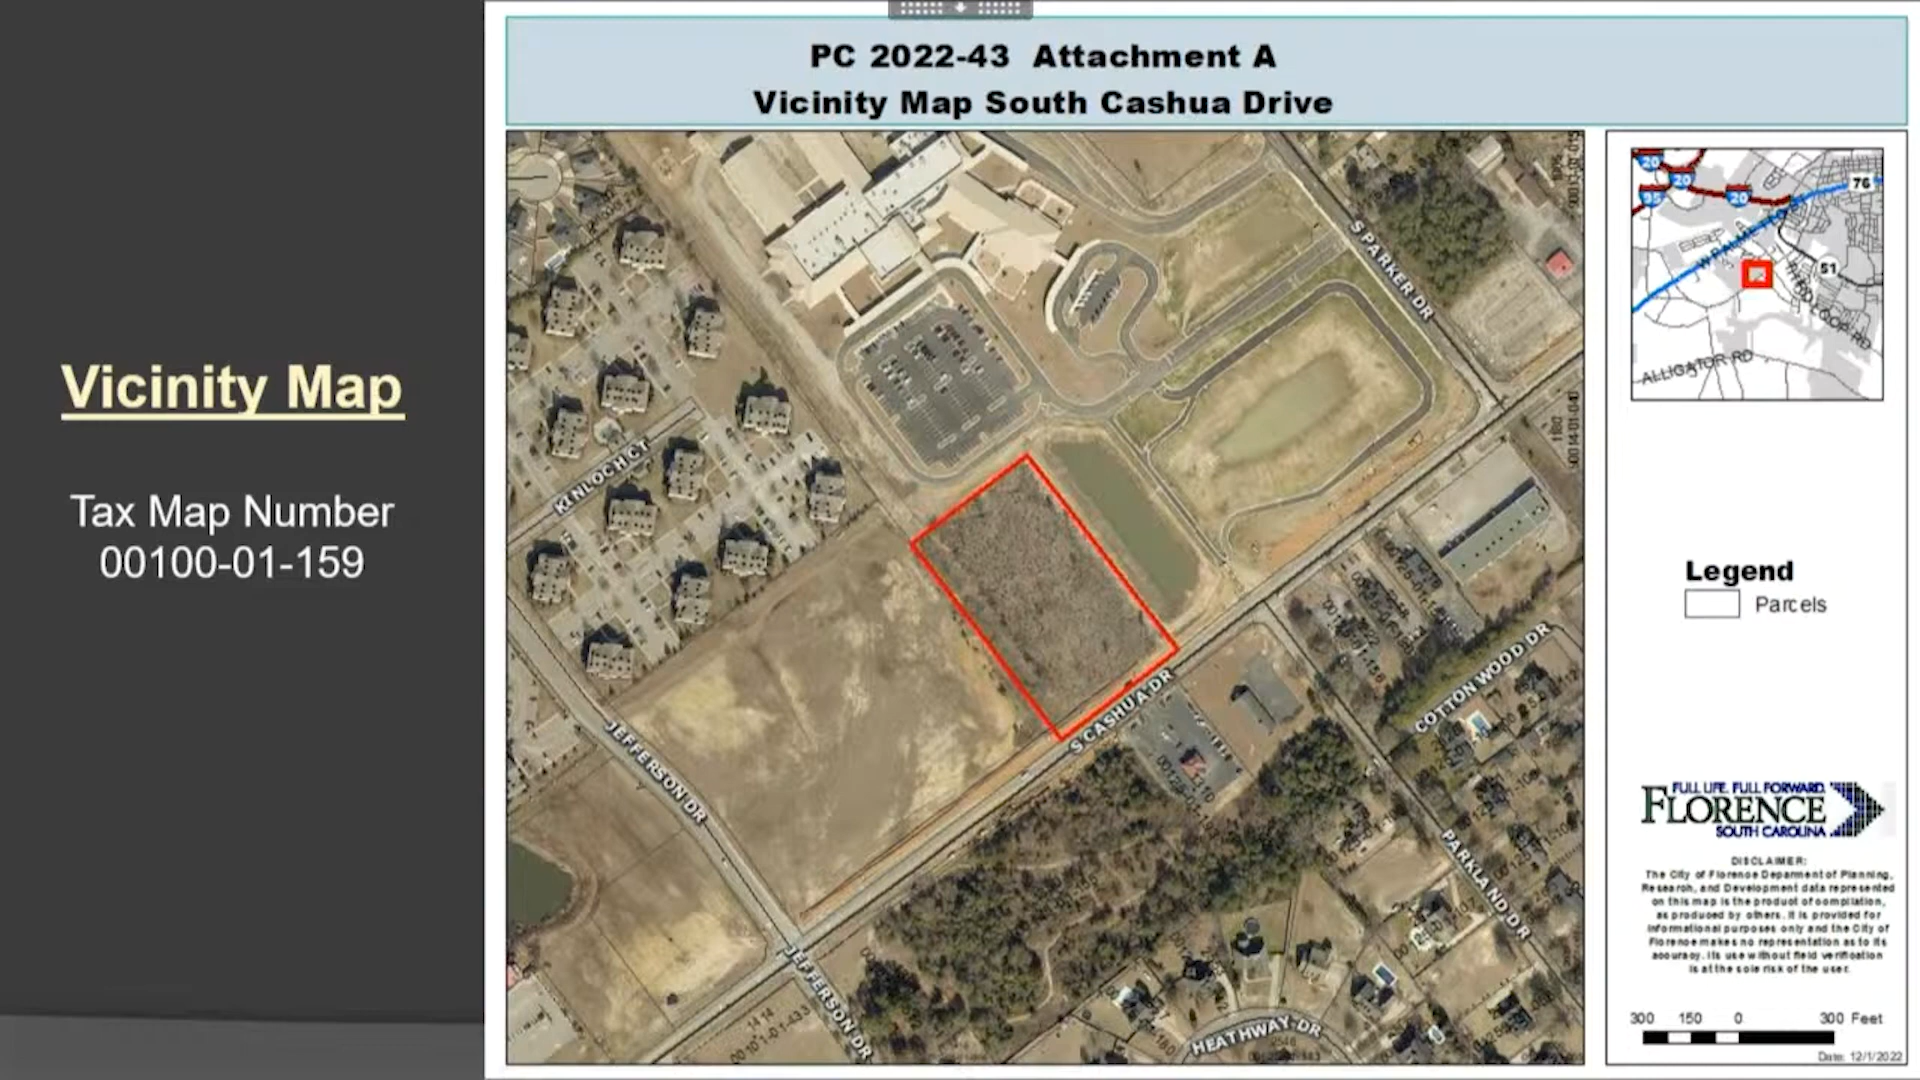 PC 2022-43 Attachment A
Vicinity Map South Cashua Drive
Vicinity Map
Tax Map Number
00100-01-159
S PARKER DR
KINLOCH CT
S CASHUA DR
COTTON WOOD DR
JEFFERSON DR
PARKLAND DR
JEFFERSON DR
HEATHWAY DR
20
20
95
20
76
51
ALLIGATOR RD
Legend
Parcels
FULL LIFE. FULL FORWARD.
FLORENCE
SOUTH CAROLINA
DISCLAIMER:
The City of Florence Department of Planning,
Research, and Development data represented
on this map is the product of compilation,
as produced by others. It is provided for
informational purposes only and the City of
Florence makes no representation as to its
accuracy. Its use without field verification
is at the sole risk of the user.
300 150 0 300 Feet
Date: 12/1/2022